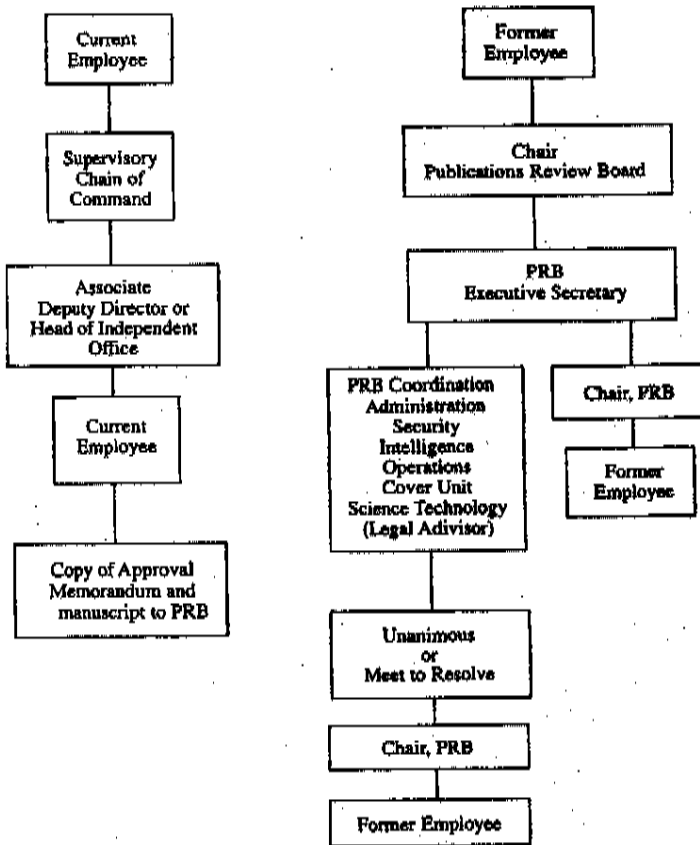 Current
Employee
Supervisory
Chain of
Command
Associate
Deputy Director or
Head of Independent
Office
Current
Employee
Copy of Approval
Memorandum and
manuscript to PRB
Former
Employee
Chair
Publications Review Board
PRB
Executive Secretary
PRB Coordination
Administration
Security
Intelligence
Operations
Cover Unit
Science Technology
(Legal Adivisor)
Unanimous
or
Meet to Resolve
Chair, PRB
Former Employee
Chair, PRB
Former
Employee